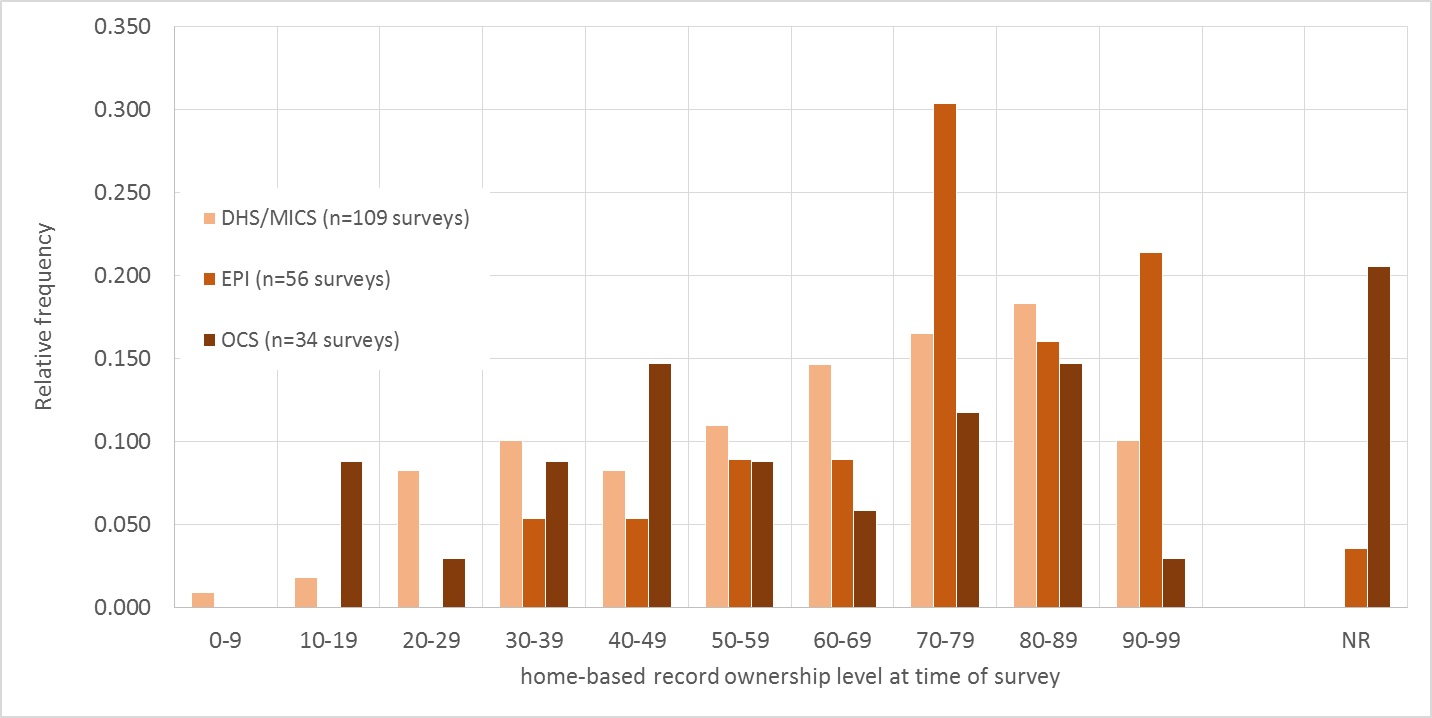 0.350
0.300
0.250
0.200
0.150
0.100
0.050
0.000
Relative frequency
DHS/MICS (n=109 surveys)
EPI (n=56 surveys)
OCS (n=34 surveys)
0-9 10-19 20-29 30-39 40-49 50-59 60-69 70-79 80-89 90-99 NR
home-based record ownership level at time of survey